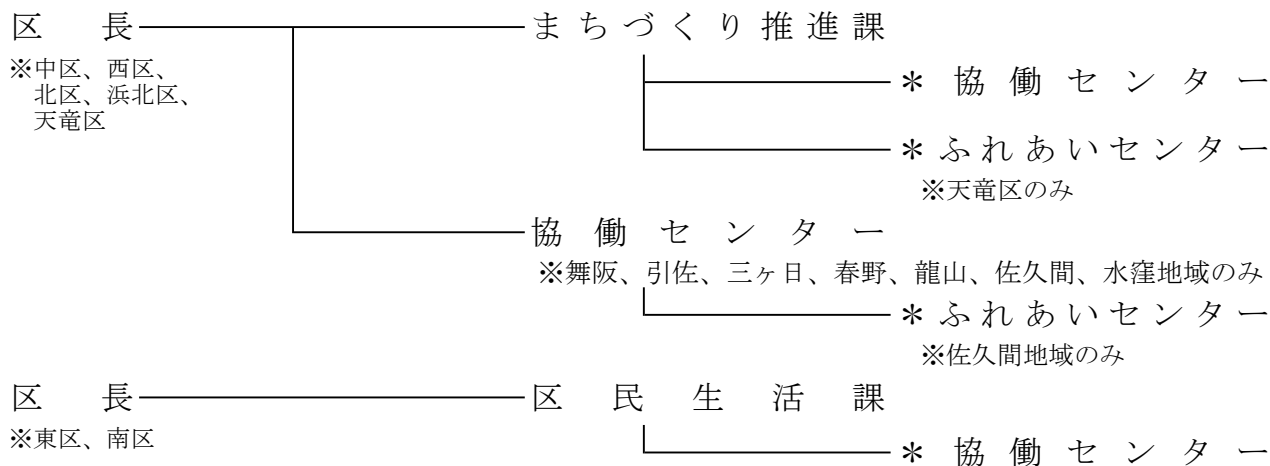 区長 まちづくり推進課
※中区、西区、
北区、浜北区、
天竜区
＊協働センター
＊ふれあいセンター
※天竜区のみ
協働センター
※舞阪、引佐、三ヶ日、春野、龍山、佐久間、水窪地域のみ
＊ふれあいセンター
※佐久間地域のみ
区長 区民生活課
※東区、南区
＊協働センター